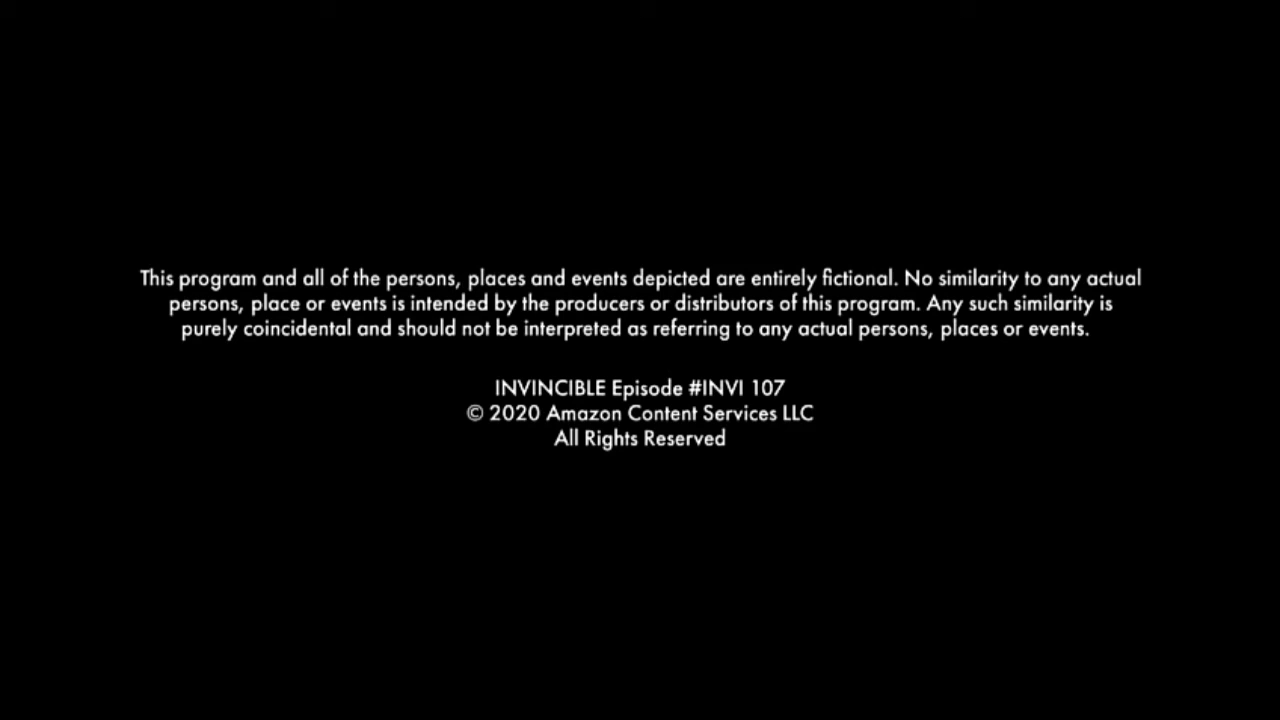 This program and all of the persons, places and events depicted are entirely fictional. No similarity to any actual
persons, place or events is intended by the producers or distributors of this program. Any such similarity is
purely coincidental and should not be interpreted as referring to any actual persons, places or events.
INVINCIBLE Episode #INVI 107
© 2020 Amazon Content Services LLC
All Rights Reserved